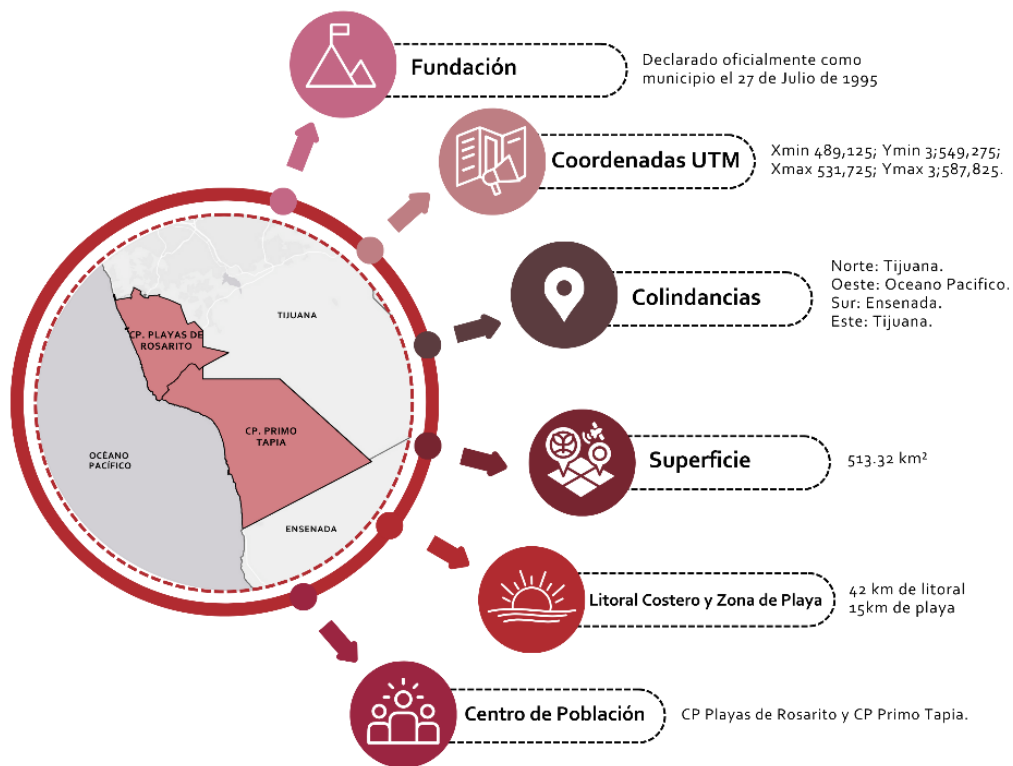 Fundación
Declarado oficialmente como
municipio el 27 de Julio de 1995
Coordenadas UTM
Xmin 489,125; Ymin 3;549,275;
Xmax 531,725; Ymax 3;587,825.
Colindancias
Norte: Tijuana.
Oeste: Oceano Pacifico.
Sur: Ensenada.
Este: Tijuana.
TIJUANA
CP. PLAYAS DE
ROSARITO
CP. PRIMO
TAPIA
OCÉANO
PACÍFICO
ENSENADA
Superficie
513.32 km²
Litoral Costero y Zona de Playa
42 km de litoral
15km de playa
Centro de Población
CP Playas de Rosarito y CP Primo Tapia.